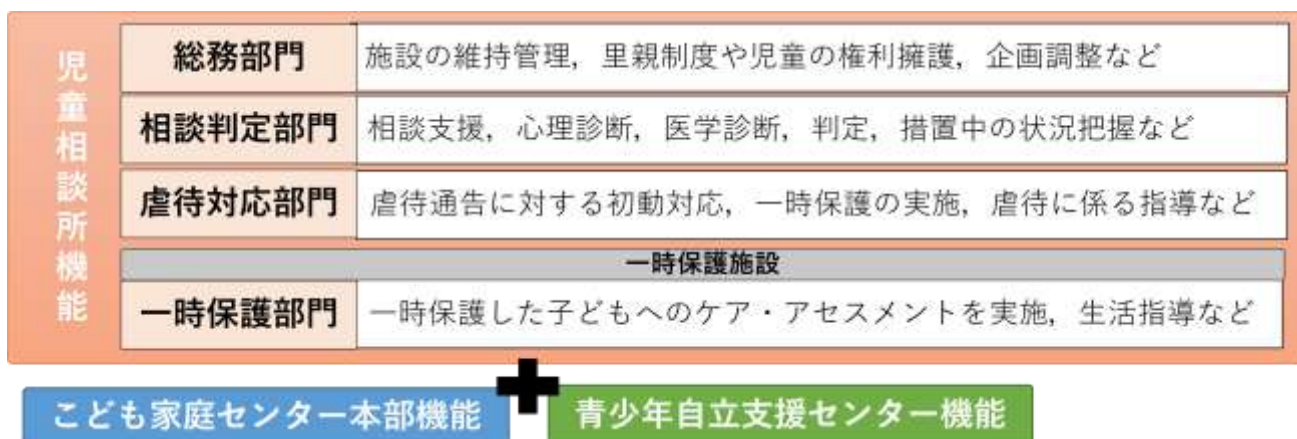 児童相談所機能
総務部門 施設の維持管理，里親制度や児童の権利擁護，企画調整など
相談判定部門 相談支援，心理診断，医学診断，判定，措置中の状況把握など
虐待対応部門 虐待通告に対する初動対応，一時保護の実施，虐待に係る指導など
一時保護施設
一時保護部門 一時保護した子どもへのケア・アセスメントを実施，生活指導など
こども家庭センター本部機能
青少年自立支援センター機能